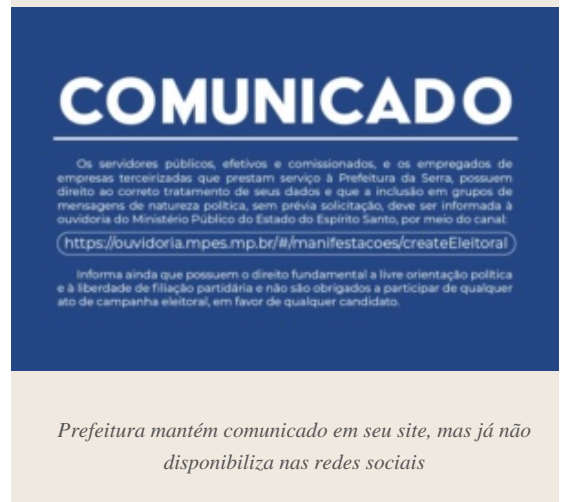 COMUNICADO
Os servidores públicos, efetivos e comissionados, e os empregados de
empresas terceirizadas que prestam serviço à Prefeitura da Serra, possuem
direito ao correto tratamento de seus dados e que a inclusão em grupos de
mensagens de natureza política, sem prévia solicitação, deve ser informada à
ouvidoria do Ministério Público do Estado do Espírito Santo, por meio do canal:
https://ouvidoria.mpes.mp.br/#/manifestacoes/createEleitoral
Informa ainda que possuem o direito fundamental a livre orientação política
e à liberdade de filiação partidária e não são obrigados a participar de qualquer
ato de campanha eleitoral, em favor de qualquer candidato.
Prefeitura mantém comunicado em seu site, mas já não
disponibiliza nas redes sociais